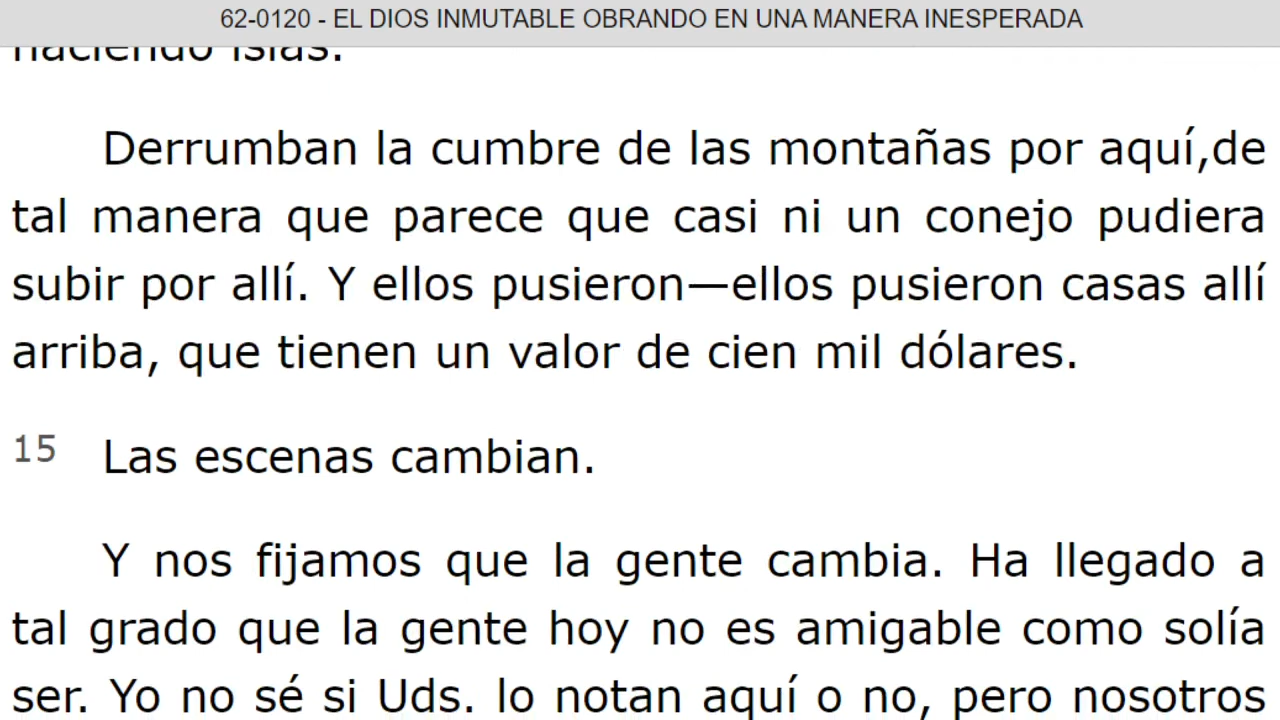 62-0120 - EL DIOS INMUTABLE OBRANDO EN UNA MANERA INESPERADA
haciendo islas.
Derrumban la cumbre de las montañas por aquí,de
tal manera que parece que casi ni un conejo pudiera
subir por allí. Y ellos pusieron—ellos pusieron casas allí
arriba, que tienen un valor de cien mil dólares.
15 Las escenas cambian.
Y nos fijamos que la gente cambia. Ha llegado a
tal grado que la gente hoy no es amigable como solía
ser. Yo no sé si Uds. lo notan aquí o no, pero nosotros